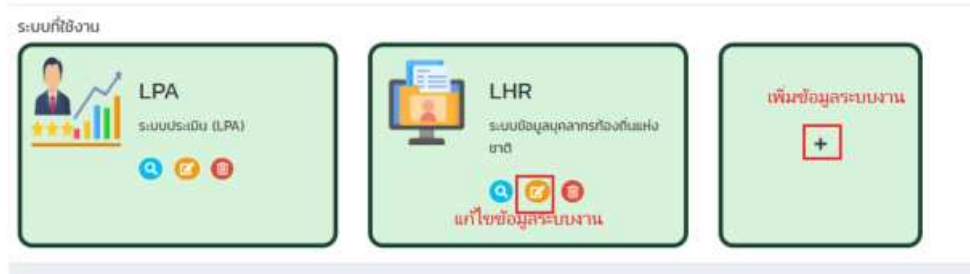 ระบบที่ใช้งาน
LPA
ระบบประเมิน (LPA)
LHR
ระบบข้อมูลบุคลากรท้องถิ่นแห่ง
ชาติ
แก้ไขข้อมูลระบบงาน
เพิ่มข้อมูลระบบงาน
+